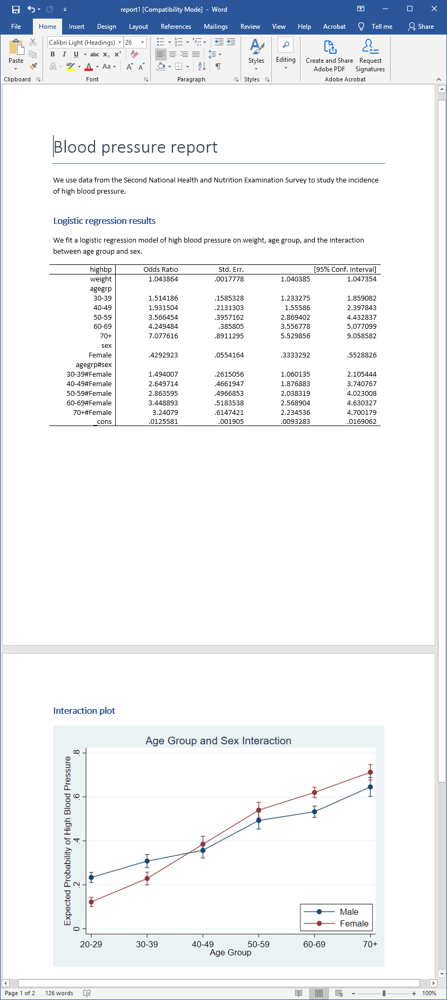 report1 [Compatibility Mode] - Word
File Home Insert Design Layout References Mailings Review View Help Acrobat Tell me Share
Calibri Light (Headings) 26
Paste
B I U abc x₂ x²
A ab A Aa A A
Styles
Editing
Create and Share Adobe PDF
Request Signatures
Clipboard Font Paragraph Styles Adobe Acrobat
Blood pressure report
We use data from the Second National Health and Nutrition Examination Survey to study the incidence
of high blood pressure.
Logistic regression results
We fit a logistic regression model of high blood pressure on weight, age group, and the interaction
between age group and sex.
highbp Odds Ratio Std. Err. [95% Conf. Interval]
weight 1.043864 .0017778 1.040385 1.047354
agegrp
30-39 1.514186 .1585328 1.233275 1.859082
40-49 1.931504 .2131303 1.55586 2.397843
50-59 3.566454 .3957162 2.869402 4.432837
60-69 4.249484 .385805 3.556778 5.077099
70+ 7.077616 .8911295 5.529856 9.058582
sex
Female .4292923 .0554164 .3333292 .5528826
agegrp#sex
30-39#Female 1.494007 .2615056 1.060135 2.105444
40-49#Female 2.649714 .4661947 1.876883 3.740767
50-59#Female 2.863595 .4966853 2.038319 4.023008
60-69#Female 3.448893 .5183538 2.568904 4.630327
70+#Female 3.24079 .6147421 2.234536 4.700179
_cons .0125581 .001905 .0093283 .0169062
Interaction plot
Age Group and Sex Interaction
Expected Probability of High Blood Pressure
.8
.6
.4
.2
0
Male
Female
20-29 30-39 40-49 50-59 60-69 70+
Age Group
Page 1 of 2 126 words 100%